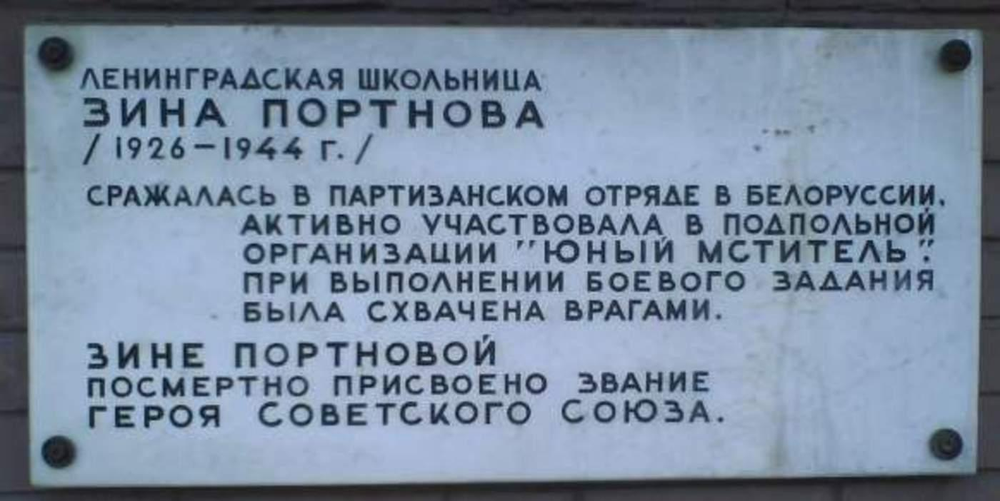 ЛЕНИНГРАДСКАЯ ШКОЛЬНИЦА
ЗИНА ПОРТНОВА
/1926-1944 г./
СРАЖАЛАСЬ В ПАРТИЗАНСКОМ ОТРЯДЕ В БЕЛОРУССИИ.
АКТИВНО УЧАСТВОВАЛА В ПОДПОЛЬНОЙ
ОРГАНИЗАЦИИ "ЮНЫЙ МСТИТЕЛЬ".
ПРИ ВЫПОЛНЕНИИ БОЕВОГО ЗАДАНИЯ
БЫЛА СХВАЧЕНА ВРАГАМИ.
ЗИНЕ ПОРТНОВОЙ
ПОСМЕРТНО ПРИСВОЕНО ЗВАНИЕ
ГЕРОЯ СОВЕТСКОГО СОЮЗА.